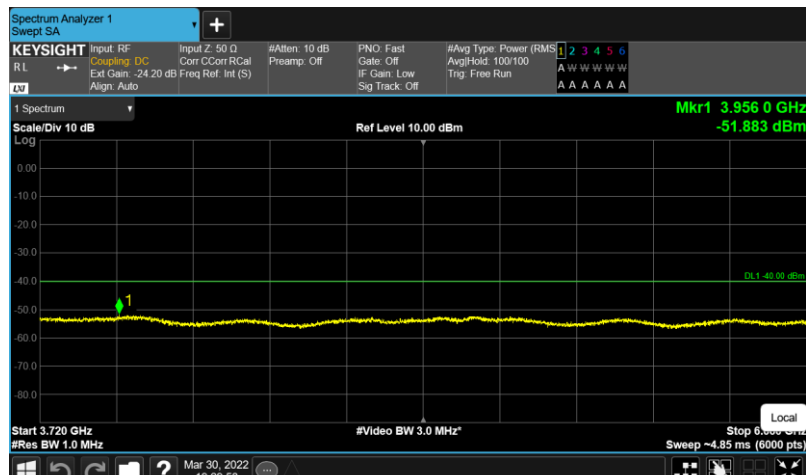 Spectrum Analyzer 1
Swept SA
KEYSIGHT Input: RF Input Z: 50 Ω #Atten: 10 dB PNO: Fast #Avg Type: Power (RMS 1 2 3 4 5 6
RL Coupling: DC Corr CCorr RCal Preamp: Off Gate: Off Avg|Hold: 100/100 A W W W W W
Ext Gain: -24.20 dB Freq Ref: Int (S) IF Gain: Low Trig: Free Run
LXI Align: Auto Sig Track: Off A A A A A A
1 Spectrum
Mkr1 3.956 0 GHz
Scale/Div 10 dB Ref Level 10.00 dBm -51.883 dBm
Log
0.00
-10.0
-20.0
-30.0
DL1 -40.00 dBm
-40.0
1
-50.0
-60.0
-70.0
-80.0
Local
Start 3.720 GHz #Video BW 3.0 MHz* Stop
#Res BW 1.0 MHz Sweep ~4.85 ms (6000 pts)
? Mar 30, 2022